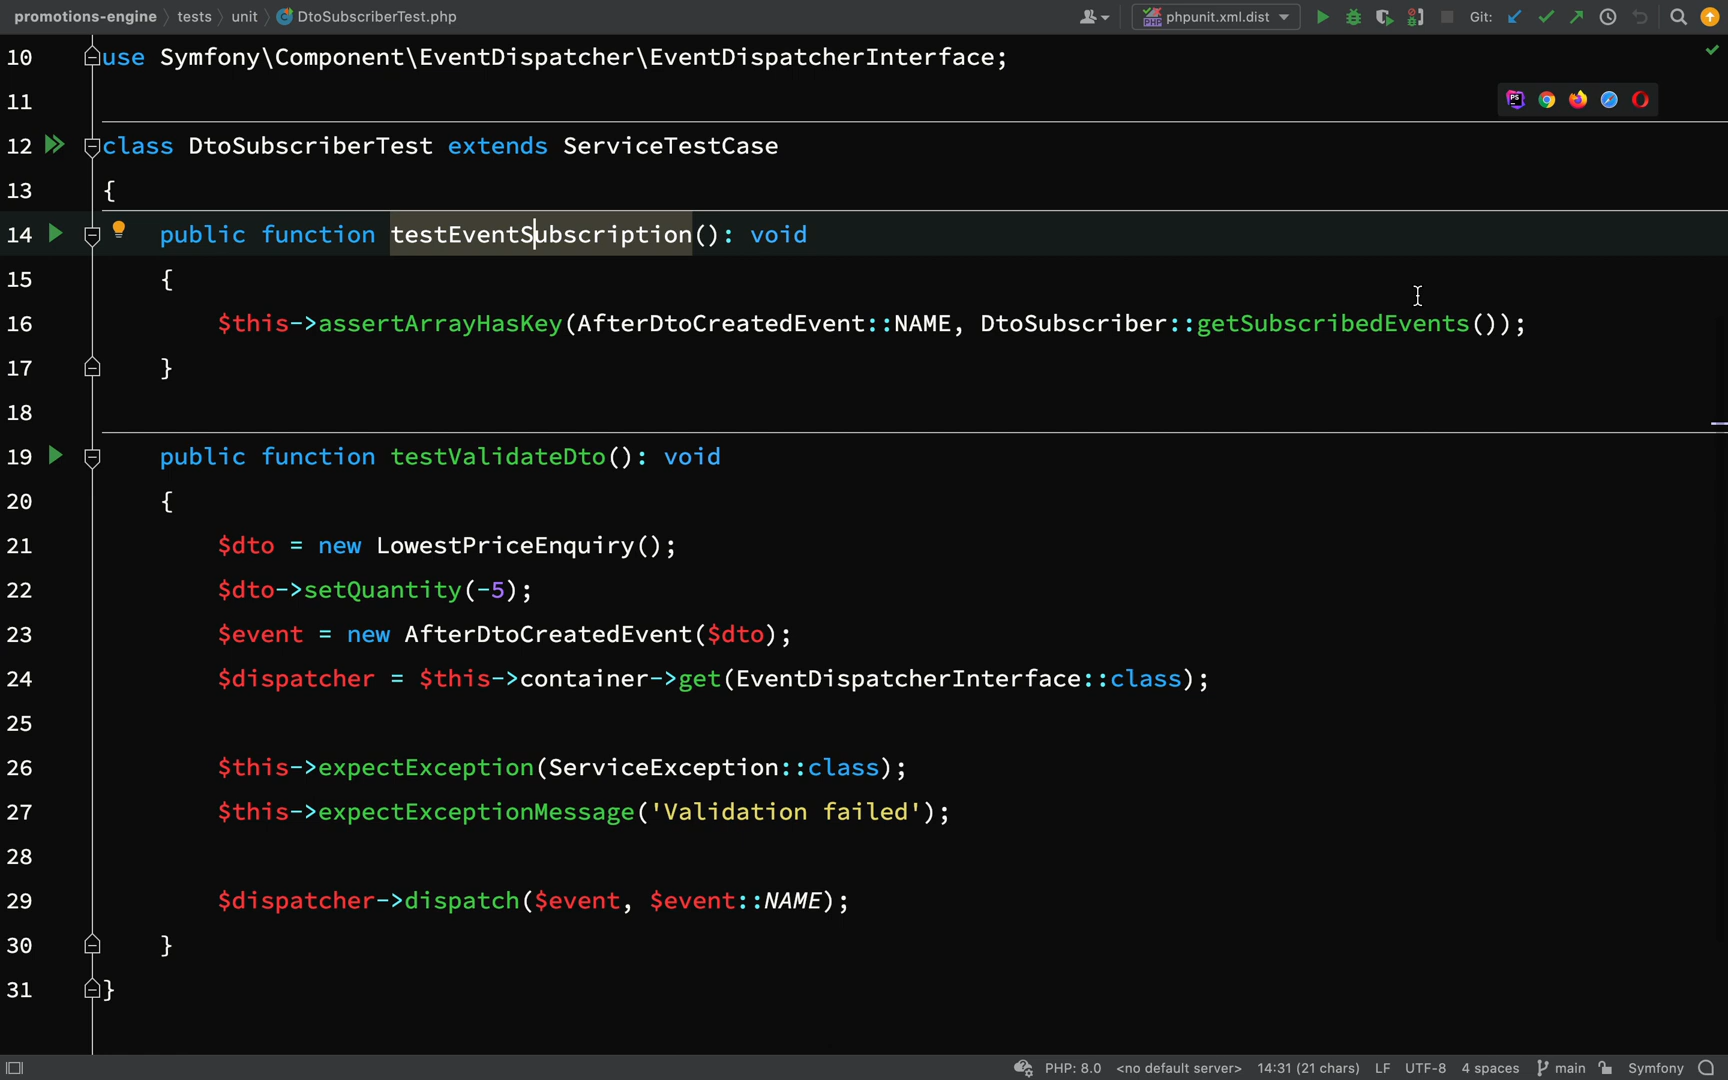 promotions-engine tests unit DtoSubscriberTest.php phpunit.xml.dist Git:
10 use Symfony\Component\EventDispatcher\EventDispatcherInterface;
11
12 class DtoSubscriberTest extends ServiceTestCase
13 {
14 public function testEventSubscription(): void
15 {
16 $this->assertArrayHasKey(AfterDtoCreatedEvent::NAME, DtoSubscriber::getSubscribedEvents());
17 }
18
19 public function testValidateDto(): void
20 {
21 $dto = new LowestPriceEnquiry();
22 $dto->setQuantity(-5);
23 $event = new AfterDtoCreatedEvent($dto);
24 $dispatcher = $this->container->get(EventDispatcherInterface::class);
25
26 $this->expectException(ServiceException::class);
27 $this->expectExceptionMessage('Validation failed');
28
29 $dispatcher->dispatch($event, $event::NAME);
30 }
31 }
PHP: 8.0 <no default server> 14:31 (21 chars) LF UTF-8 4 spaces main Symfony